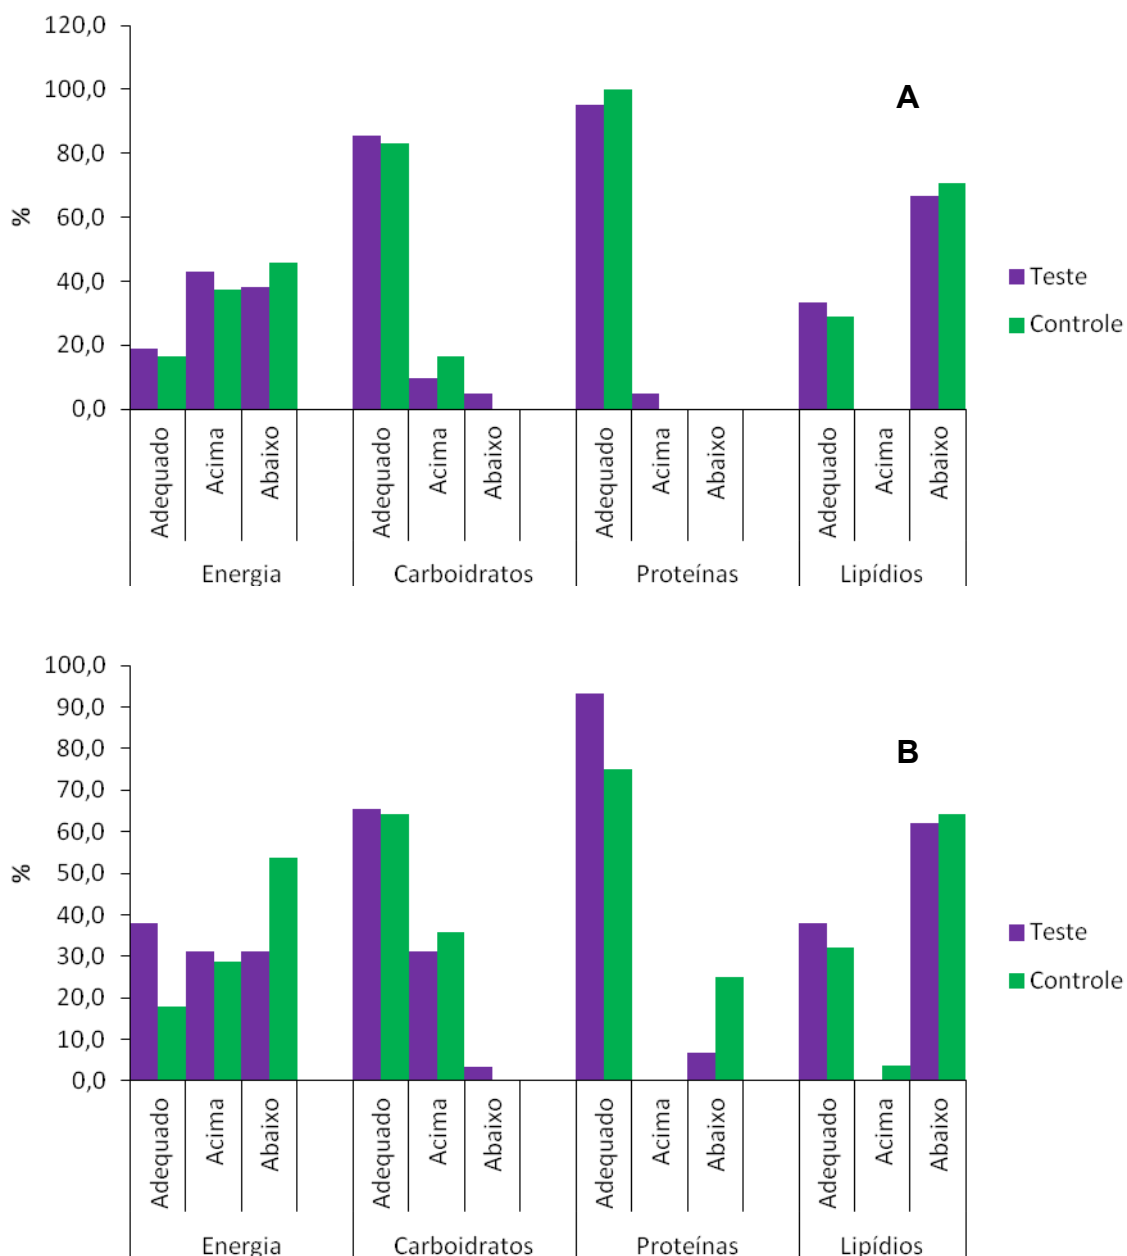 120,0
100,0
80,0
60,0
40,0
20,0
0,0
%
A
Teste
Controle
Adequado Acima Abaixo Adequado Acima Abaixo Adequado Acima Abaixo Adequado Acima Abaixo
Energia Carboidratos Proteínas Lipídios
100,0
90,0
80,0
70,0
60,0
50,0
40,0
30,0
20,0
10,0
0,0
%
B
Teste
Controle
Adequado Acima Abaixo Adequado Acima Abaixo Adequado Acima Abaixo Adequado Acima Abaixo
Energia Carboidratos Proteínas Lipídios